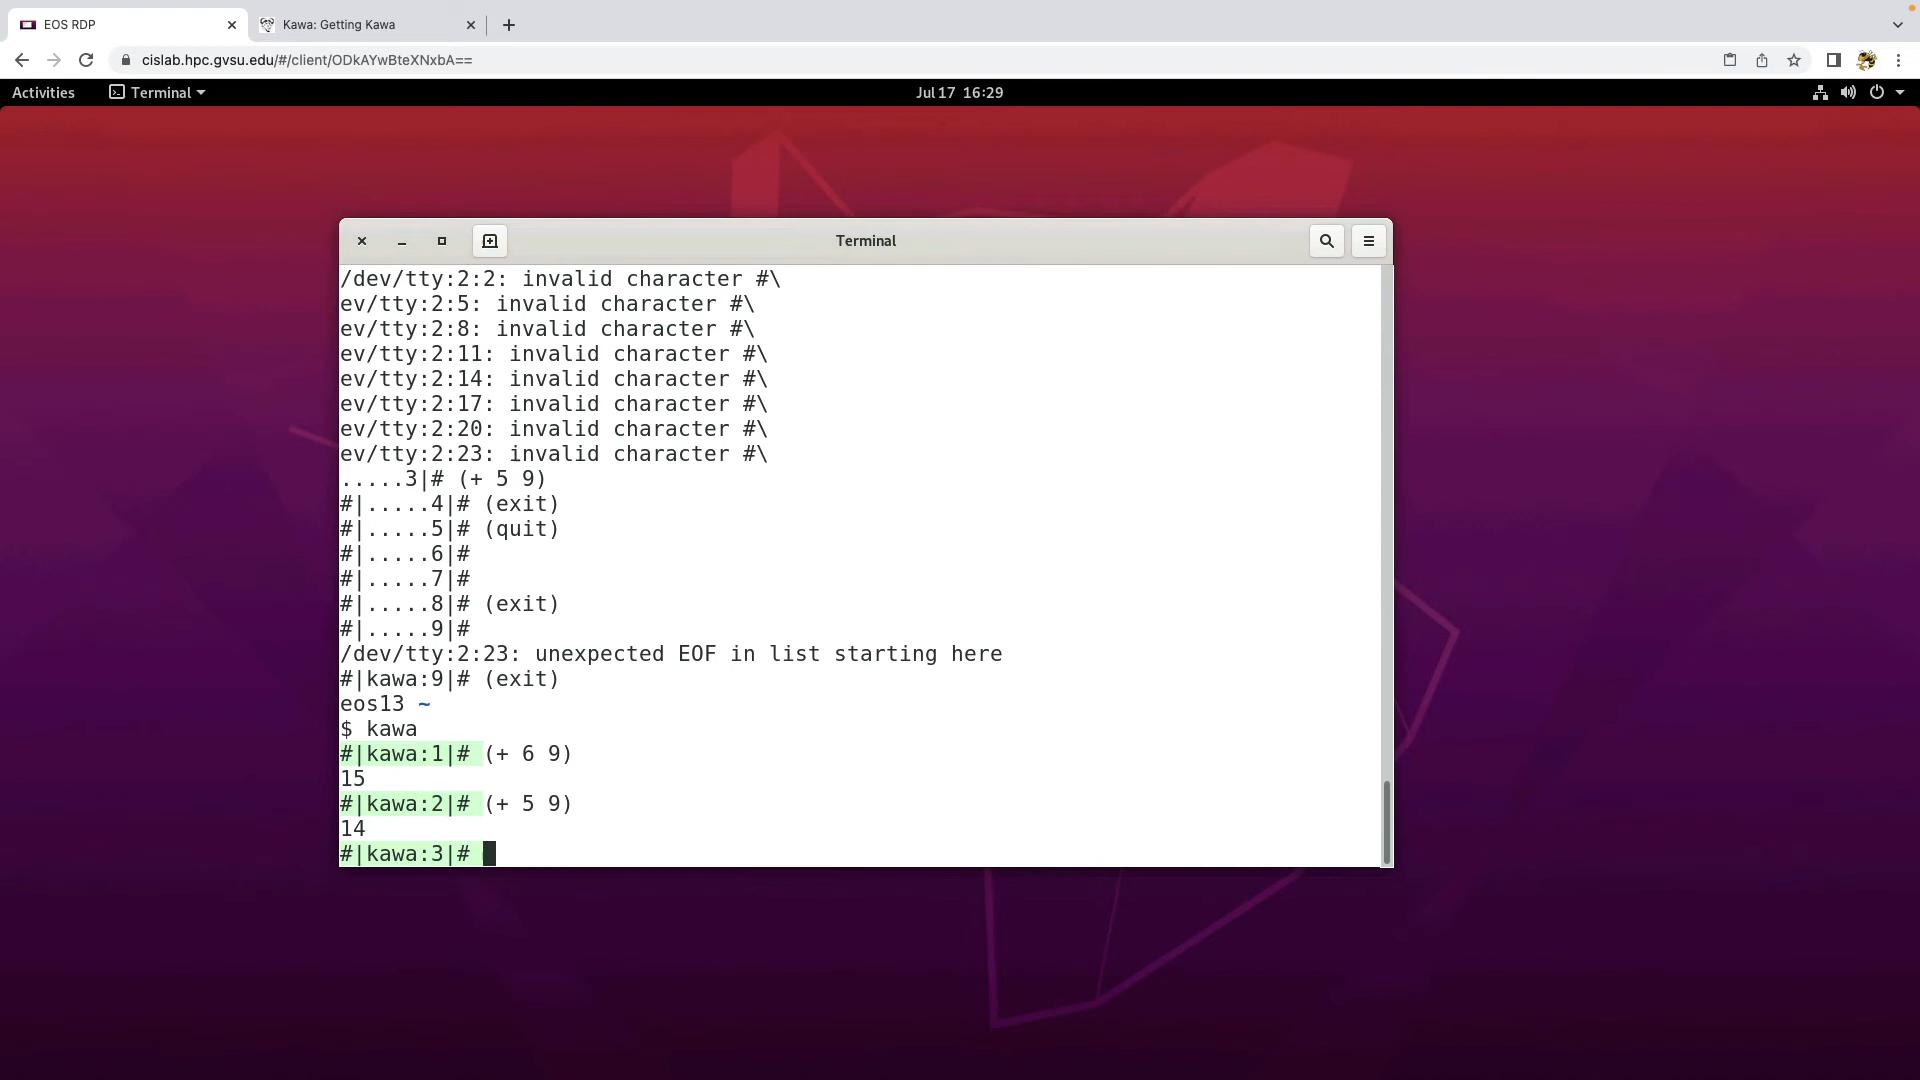 EOS RDP
Kawa: Getting Kawa
cislab.hpc.gvsu.edu/#/client/ODkAYwBteXNxbA==
Activities
Terminal
Jul 17 16:29
Terminal
/dev/tty:2:2: invalid character #\
ev/tty:2:5: invalid character #\
ev/tty:2:8: invalid character #\
ev/tty:2:11: invalid character #\
ev/tty:2:14: invalid character #\
ev/tty:2:17: invalid character #\
ev/tty:2:20: invalid character #\
ev/tty:2:23: invalid character #\
.....3|# (+ 5 9)
#|.....4|# (exit)
#|.....5|# (quit)
#|.....6|#
#|.....7|#
#|.....8|# (exit)
#|.....9|#
/dev/tty:2:23: unexpected EOF in list starting here
#|kawa:9|# (exit)
eos13 ~
$ kawa
#|kawa:1|# (+ 6 9)
15
#|kawa:2|# (+ 5 9)
14
#|kawa:3|#